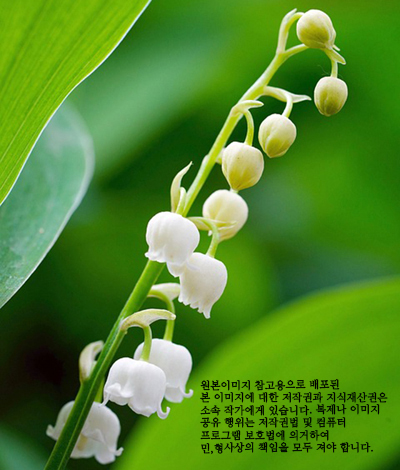 원본이미지 참고용으로 배포된
본 이미지에 대한 저작권과 지식재산권은
소속 작가에게 있습니다. 복제나 이미지
공유 행위는 저작권법 및 컴퓨터
프로그램 보호법에 의거하여
민,형사상의 책임을 모두 져야 합니다.